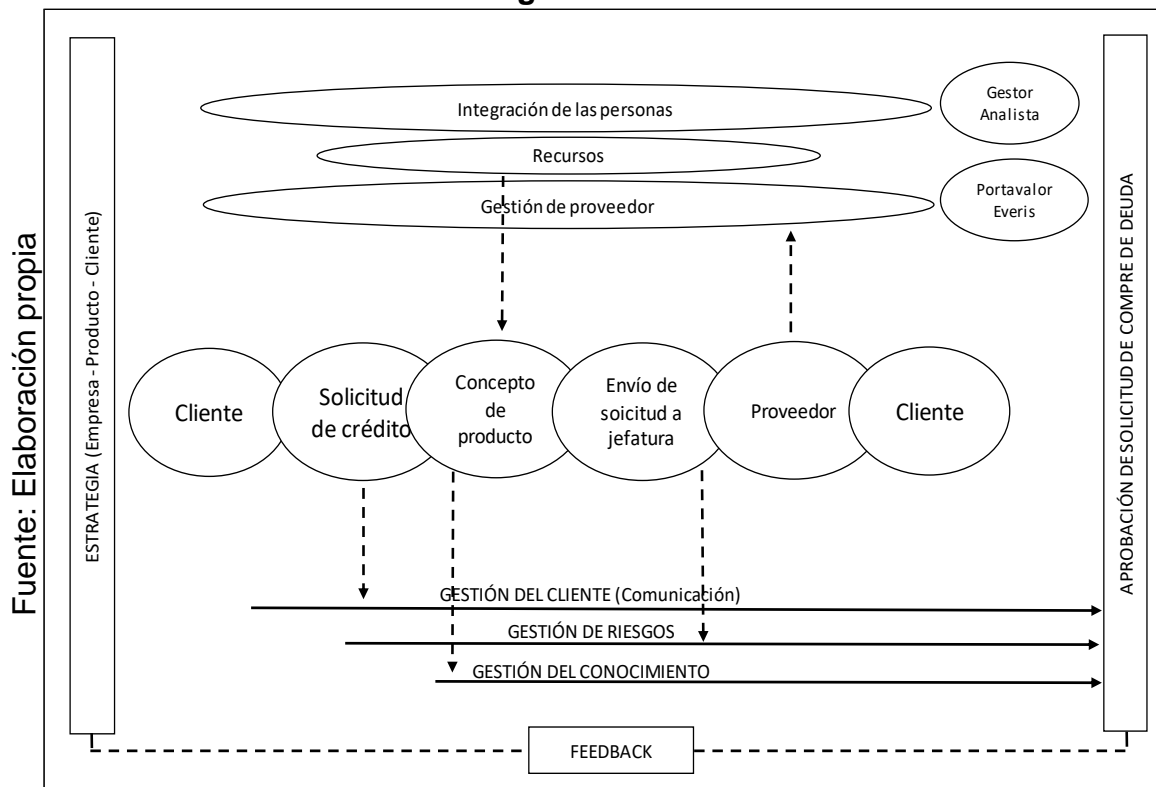 Fuente: Elaboración propia
ESTRATEGIA (Empresa - Producto - Cliente)
Integración de las personas
Gestor
Analista
Recursos
Gestión de proveedor
Portavalor
Everis
Cliente
Solicitud
de crédito
Concepto
de
producto
Envío de
soicitud a
jefatura
Proveedor
Cliente
GESTIÓN DEL CLIENTE (Comunicación)
GESTIÓN DE RIESGOS
GESTIÓN DEL CONOCIMIENTO
FEEDBACK
APROBACIÓN DE SOLICITUD DE COMPRE DE DEUDA